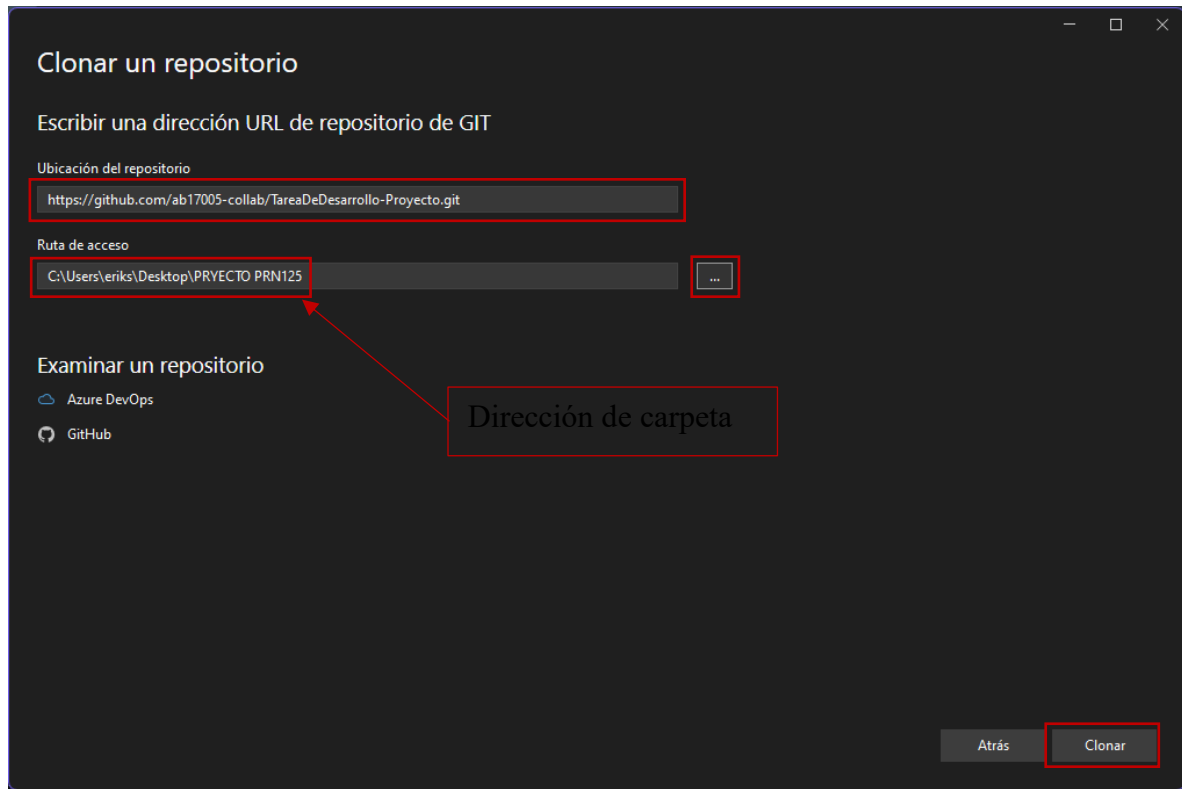 Clonar un repositorio
Escribir una dirección URL de repositorio de GIT
Ubicación del repositorio
https://github.com/ab17005-collab/TareaDeDesarrollo-Proyecto.git
Ruta de acceso
C:\Users\eriks\Desktop\PRYECTO PRN125
...
Examinar un repositorio
Azure DevOps
GitHub
Dirección de carpeta
Atrás
Clonar